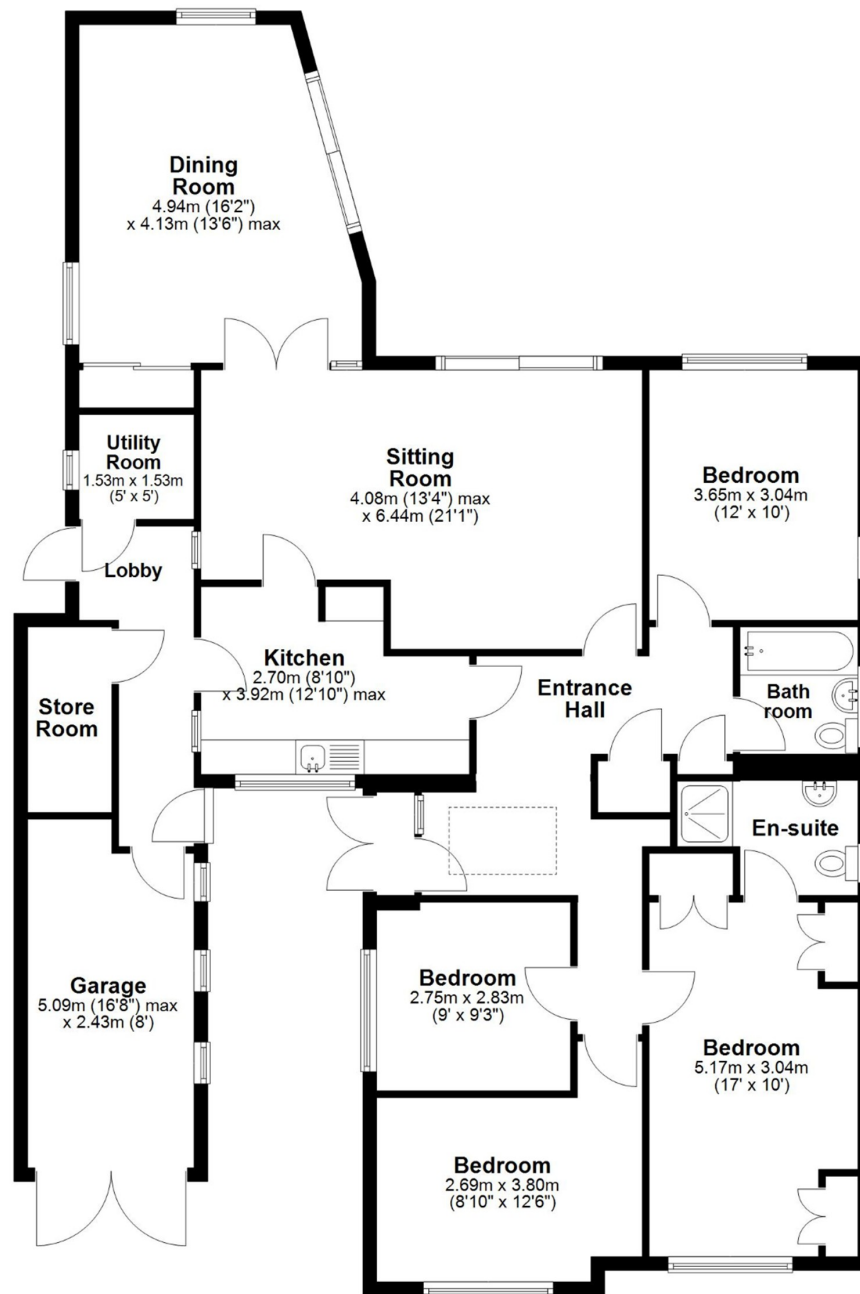 Dining
Room
4.94m (16'2")
x 4.13m (13'6") max
Utility
Room
1.53m x 1.53m
(5' x 5')
Sitting
Room
4.08m (13'4") max
x 6.44m (21'1")
Bedroom
3.65m x 3.04m
(12' x 10')
Lobby
Kitchen
2.70m (8'10")
x 3.92m (12'10") max
Entrance
Hall
Bath
room
Store
Room
En-suite
Garage
5.09m (16'8") max
x 2.43m (8')
Bedroom
2.75m x 2.83m
(9' x 9'3")
Bedroom
5.17m x 3.04m
(17' x 10')
Bedroom
2.69m x 3.80m
(8'10" x 12'6")